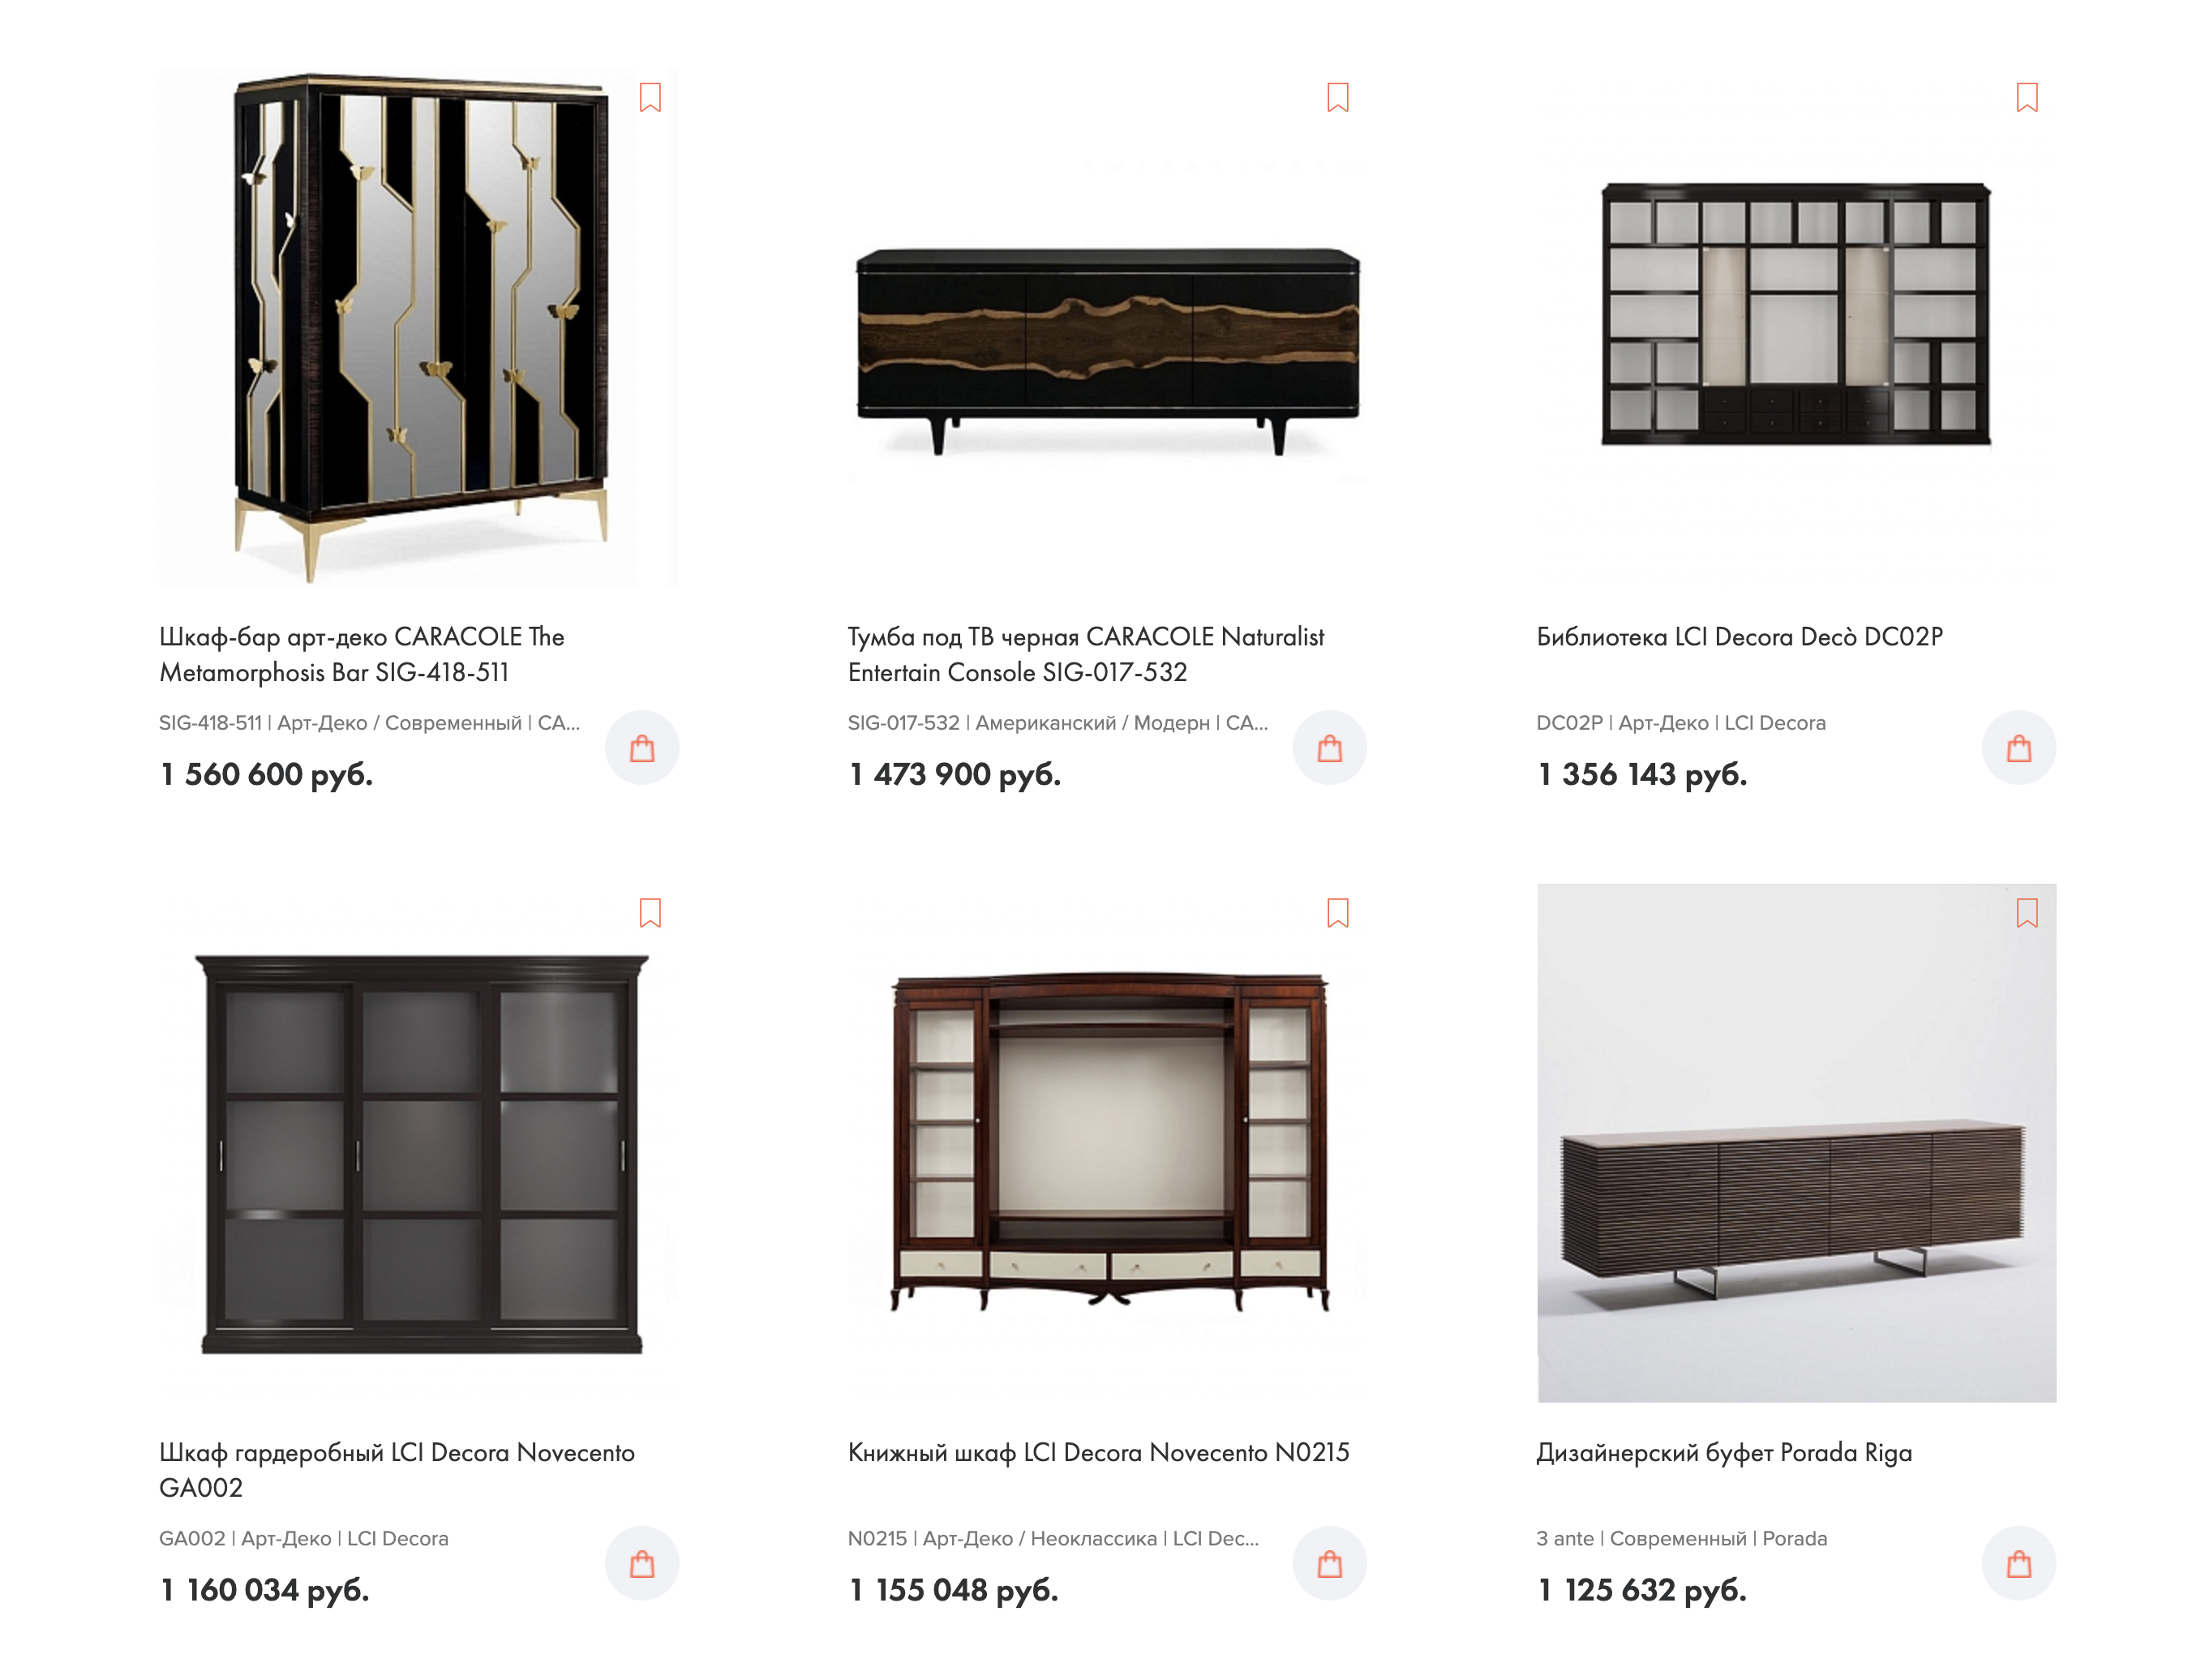 Шкаф-бар арт-деко CARACOLE The
Metamorphosis Bar SIG-418-511
SIG-418-511 | Арт-Деко / Современный | CA...
1 560 600 руб.
Тумба под ТВ черная CARACOLE Naturalist
Entertain Console SIG-017-532
SIG-017-532 | Американский / Модерн | CA...
1 473 900 руб.
Библиотека LCI Decora Decò DC02P
DC02P | Арт-Деко | LCI Decora
1 356 143 руб.
Шкаф гардеробный LCI Decora Novecento
GA002
GA002 | Арт-Деко | LCI Decora
1 160 034 руб.
Книжный шкаф LCI Decora Novecento N0215
N0215 | Арт-Деко / Неоклассика | LCI Dec...
1 155 048 руб.
Дизайнерский буфет Porada Riga
3 ante | Современный | Porada
1 125 632 руб.